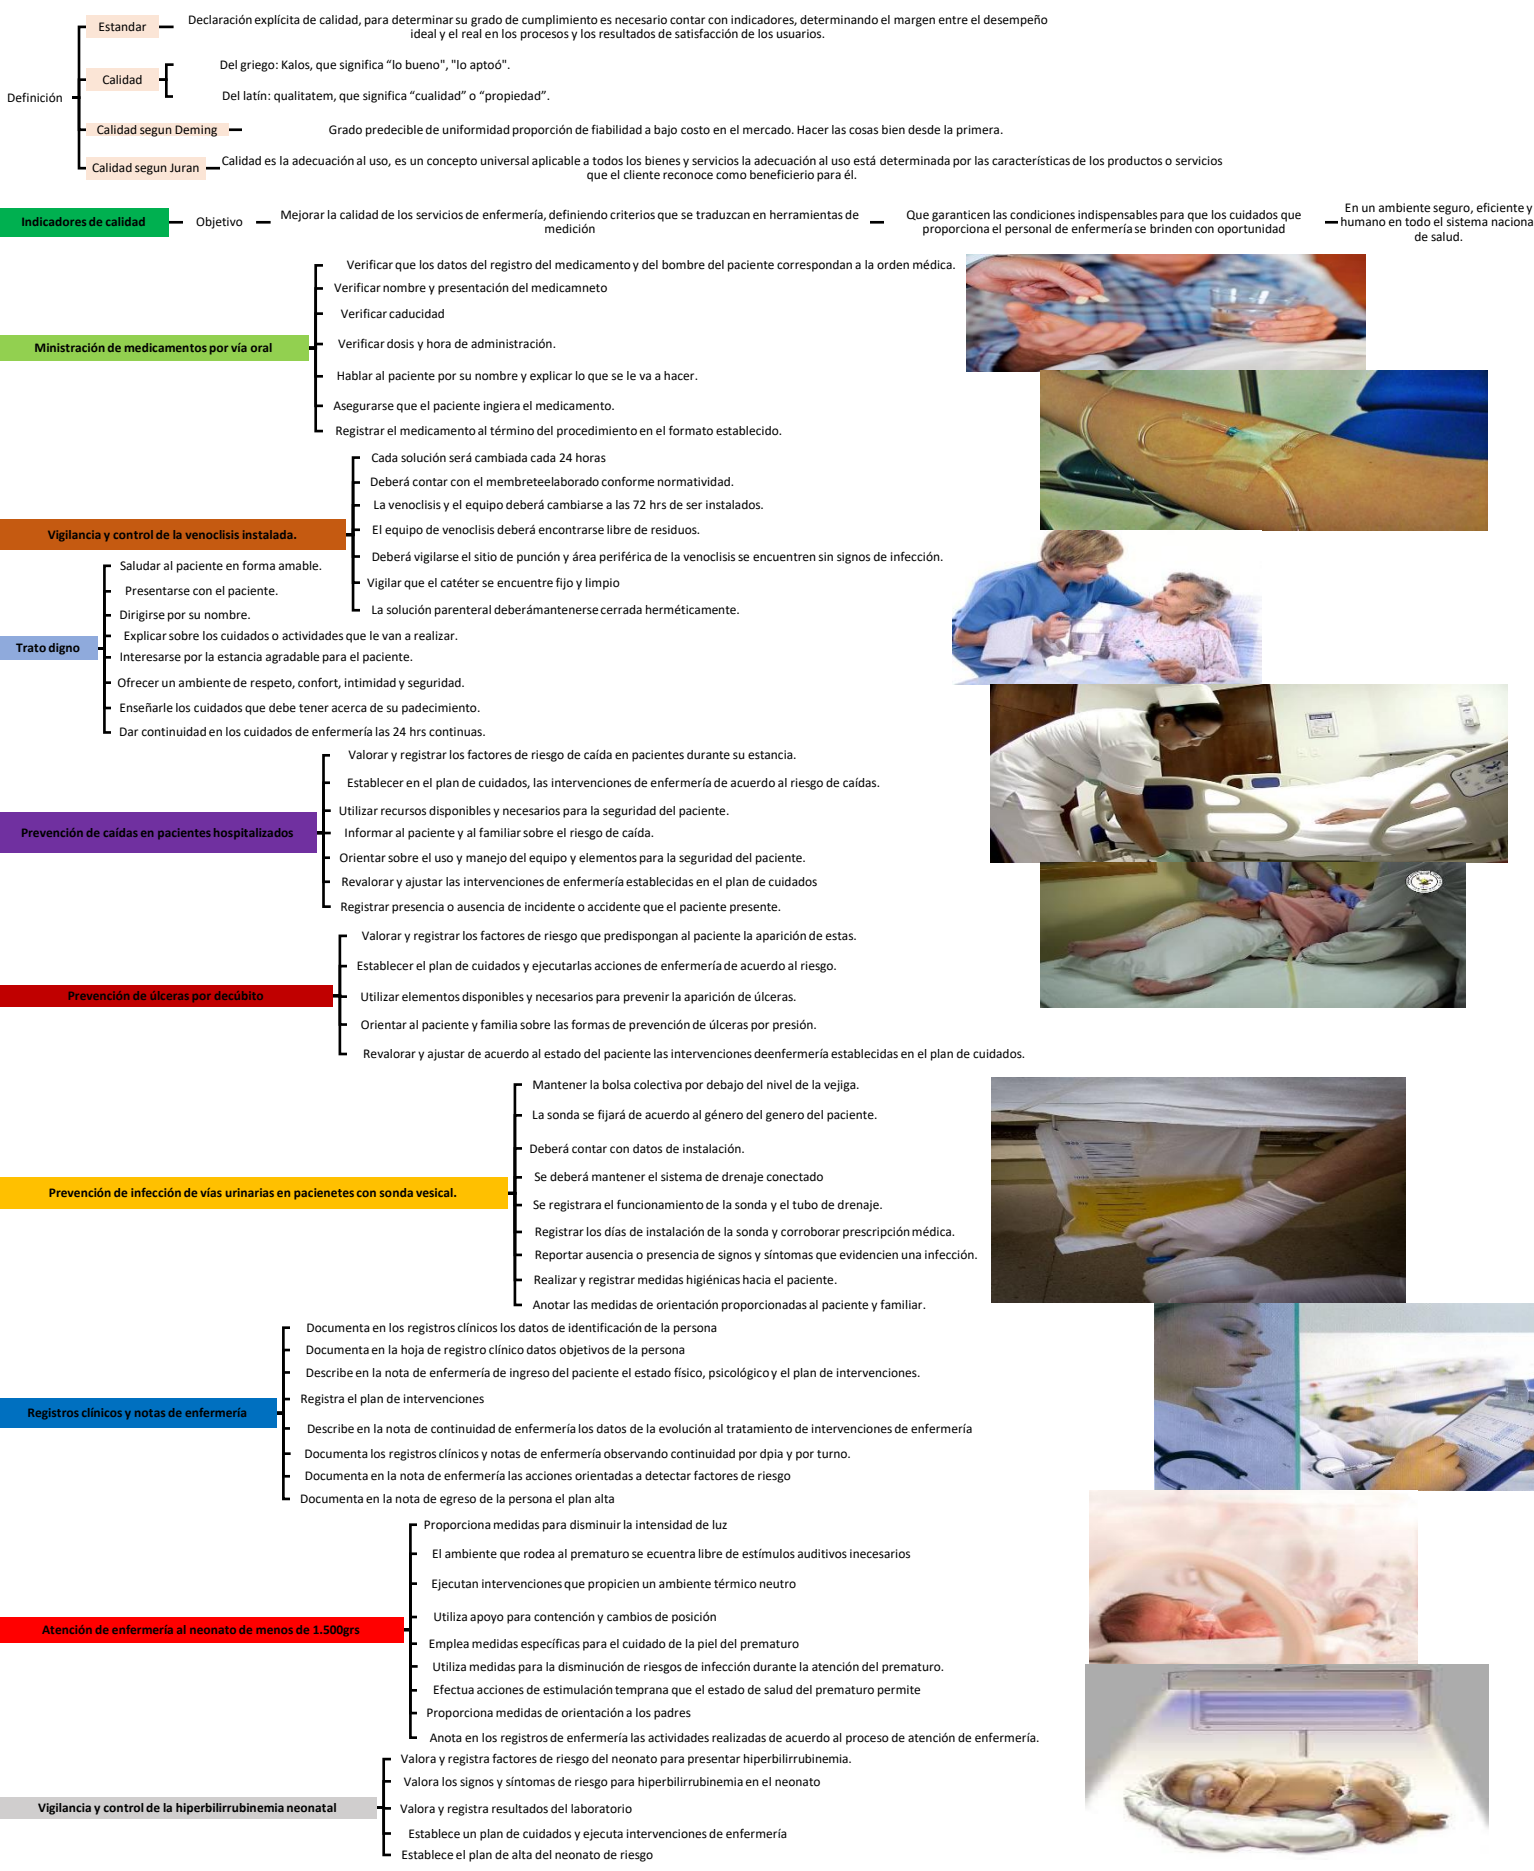 Definición
Estandar
Declaración explícita de calidad, para determinar su grado de cumplimiento es necesario contar con indicadores, determinando el margen entre el desempeño
ideal y el real en los procesos y los resultados de satisfacción de los usuarios.
Calidad
Del griego: Kalos, que significa “lo bueno", "lo aptoó".
Del latín: qualitatem, que significa “cualidad” o “propiedad”.
Calidad segun Deming
Grado predecible de uniformidad proporción de fiabilidad a bajo costo en el mercado. Hacer las cosas bien desde la primera.
Calidad segun Juran
Calidad es la adecuación al uso, es un concepto universal aplicable a todos los bienes y servicios la adecuación al uso está determinada por las características de los productos o servicios
que el cliente reconoce como beneficierio para él.
Indicadores de calidad
Objetivo
Mejorar la calidad de los servicios de enfermería, definiendo criterios que se traduzcan en herramientas de
medición
Que garanticen las condiciones indispensables para que los cuidados que
proporciona el personal de enfermería se brinden con oportunidad
En un ambiente seguro, eficiente y
humano en todo el sistema naciona
de salud.
Ministración de medicamentos por vía oral
Verificar que los datos del registro del medicamento y del bombre del paciente correspondan a la orden médica.
Verificar nombre y presentación del medicamneto
Verificar caducidad
Verificar dosis y hora de administración.
Hablar al paciente por su nombre y explicar lo que se le va a hacer.
Asegurarse que el paciente ingiera el medicamento.
Registrar el medicamento al término del procedimiento en el formato establecido.
Vigilancia y control de la venoclisis instalada.
Cada solución será cambiada cada 24 horas
Deberá contar con el membreteelaborado conforme normatividad.
La venoclisis y el equipo deberá cambiarse a las 72 hrs de ser instalados.
El equipo de venoclisis deberá encontrarse libre de residuos.
Deberá vigilarse el sitio de punción y área periférica de la venoclisis se encuentren sin signos de infección.
Vigilar que el catéter se encuentre fijo y limpio
La solución parenteral deberámantenerse cerrada herméticamente.
Trato digno
Saludar al paciente en forma amable.
Presentarse con el paciente.
Dirigirse por su nombre.
Explicar sobre los cuidados o actividades que le van a realizar.
Interesarse por la estancia agradable para el paciente.
Ofrecer un ambiente de respeto, confort, intimidad y seguridad.
Enseñarle los cuidados que debe tener acerca de su padecimiento.
Dar continuidad en los cuidados de enfermería las 24 hrs continuas.
Prevención de caídas en pacientes hospitalizados
Valorar y registrar los factores de riesgo de caída en pacientes durante su estancia.
Establecer en el plan de cuidados, las intervenciones de enfermería de acuerdo al riesgo de caídas.
Utilizar recursos disponibles y necesarios para la seguridad del paciente.
Informar al paciente y al familiar sobre el riesgo de caída.
Orientar sobre el uso y manejo del equipo y elementos para la seguridad del paciente.
Revalorar y ajustar las intervenciones de enfermería establecidas en el plan de cuidados
Registrar presencia o ausencia de incidente o accidente que el paciente presente.
Prevención de úlceras por decúbito
Valorar y registrar los factores de riesgo que predispongan al paciente la aparición de estas.
Establecer el plan de cuidados y ejecutarlas acciones de enfermería de acuerdo al riesgo.
Utilizar elementos disponibles y necesarios para prevenir la aparición de úlceras.
Orientar al paciente y familia sobre las formas de prevención de úlceras por presión.
Revalorar y ajustar de acuerdo al estado del paciente las intervenciones deenfermería establecidas en el plan de cuidados.
Prevención de infección de vías urinarias en pacienetes con sonda vesical.
Mantener la bolsa colectiva por debajo del nivel de la vejiga.
La sonda se fijará de acuerdo al género del genero del paciente.
Deberá contar con datos de instalación.
Se deberá mantener el sistema de drenaje conectado
Se registrara el funcionamiento de la sonda y el tubo de drenaje.
Registrar los días de instalación de la sonda y corroborar prescripción médica.
Reportar ausencia o presencia de signos y síntomas que evidencien una infección.
Realizar y registrar medidas higiénicas hacia el paciente.
Anotar las medidas de orientación proporcionadas al paciente y familiar.
Registros clínicos y notas de enfermería
Documenta en los registros clínicos los datos de identificación de la persona
Documenta en la hoja de registro clínico datos objetivos de la persona
Describe en la nota de enfermería de ingreso del paciente el estado físico, psicológico y el plan de intervenciones.
Registra el plan de intervenciones
Describe en la nota de continuidad de enfermería los datos de la evolución al tratamiento de intervenciones de enfermería
Documenta los registros clínicos y notas de enfermería observando continuidad por dpia y por turno.
Documenta en la nota de enfermería las acciones orientadas a detectar factores de riesgo
Documenta en la nota de egreso de la persona el plan alta
Atención de enfermería al neonato de menos de 1.500grs
Proporciona medidas para disminuir la intensidad de luz
El ambiente que rodea al prematuro se ecuentra libre de estímulos auditivos inecesarios
Ejecutan intervenciones que propicien un ambiente térmico neutro
Utiliza apoyo para contención y cambios de posición
Emplea medidas específicas para el cuidado de la piel del prematuro
Utiliza medidas para la disminución de riesgos de infección durante la atención del prematuro.
Efectua acciones de estimulación temprana que el estado de salud del prematuro permite
Proporciona medidas de orientación a los padres
Anota en los registros de enfermería las actividades realizadas de acuerdo al proceso de atención de enfermería.
Vigilancia y control de la hiperbilirrubinemia neonatal
Valora y registra factores de riesgo del neonato para presentar hiperbilirrubinemia.
Valora los signos y síntomas de riesgo para hiperbilirrubinemia en el neonato
Valora y registra resultados del laboratorio
Establece un plan de cuidados y ejecuta intervenciones de enfermería
Establece el plan de alta del neonato de riesgo